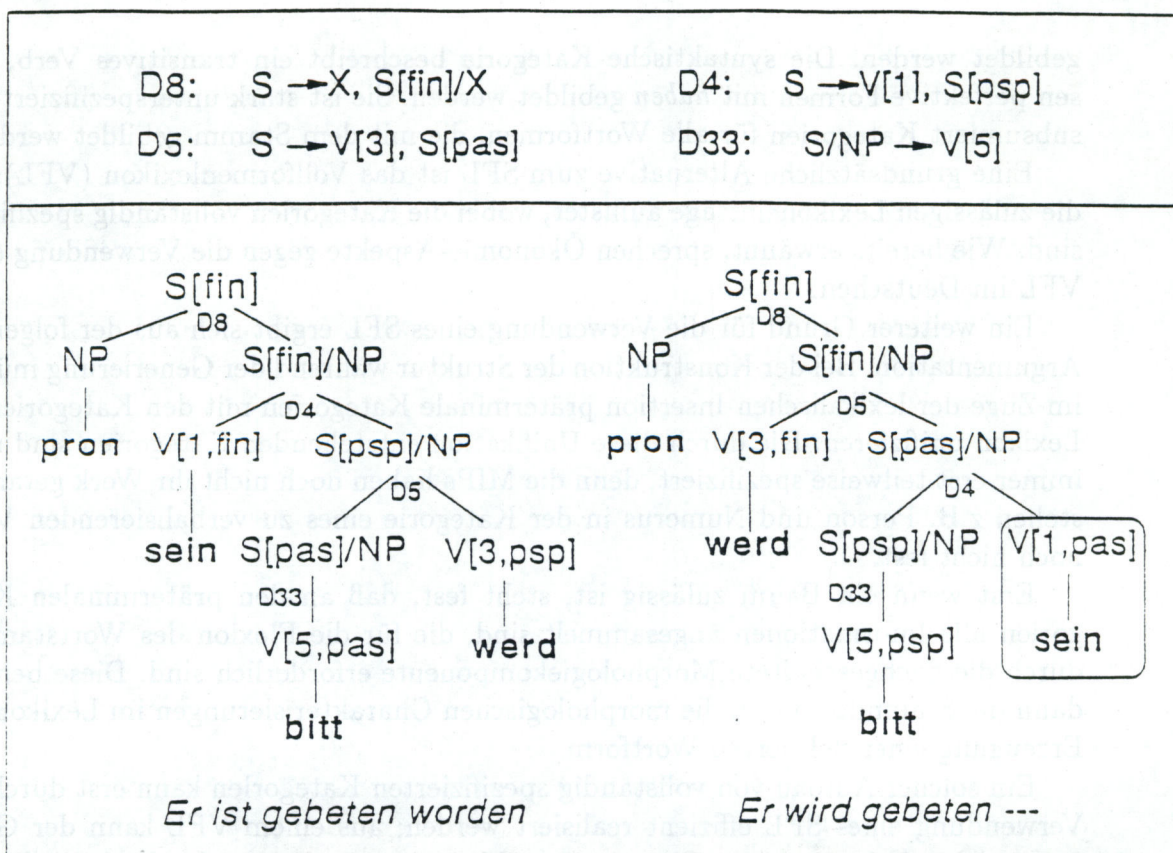 D8: S → X, S[fin]/X D4: S → V[1], S[psp]
D5: S → V[3], S[pas] D33: S/NP → V[5]
S[fin] S[fin]
D8 D8
NP S[fin]/NP NP S[fin]/NP
D4 D5
pron V[1,fin] S[psp]/NP pron V[3,fin] S[pas]/NP
D5 D4
sein S[pas]/NP V[3,psp] werd S[psp]/NP V[1,pas]
D33 D33
V[5,pas] werd V[5,psp] sein
bitt bitt
Er ist gebeten worden Er wird gebeten---